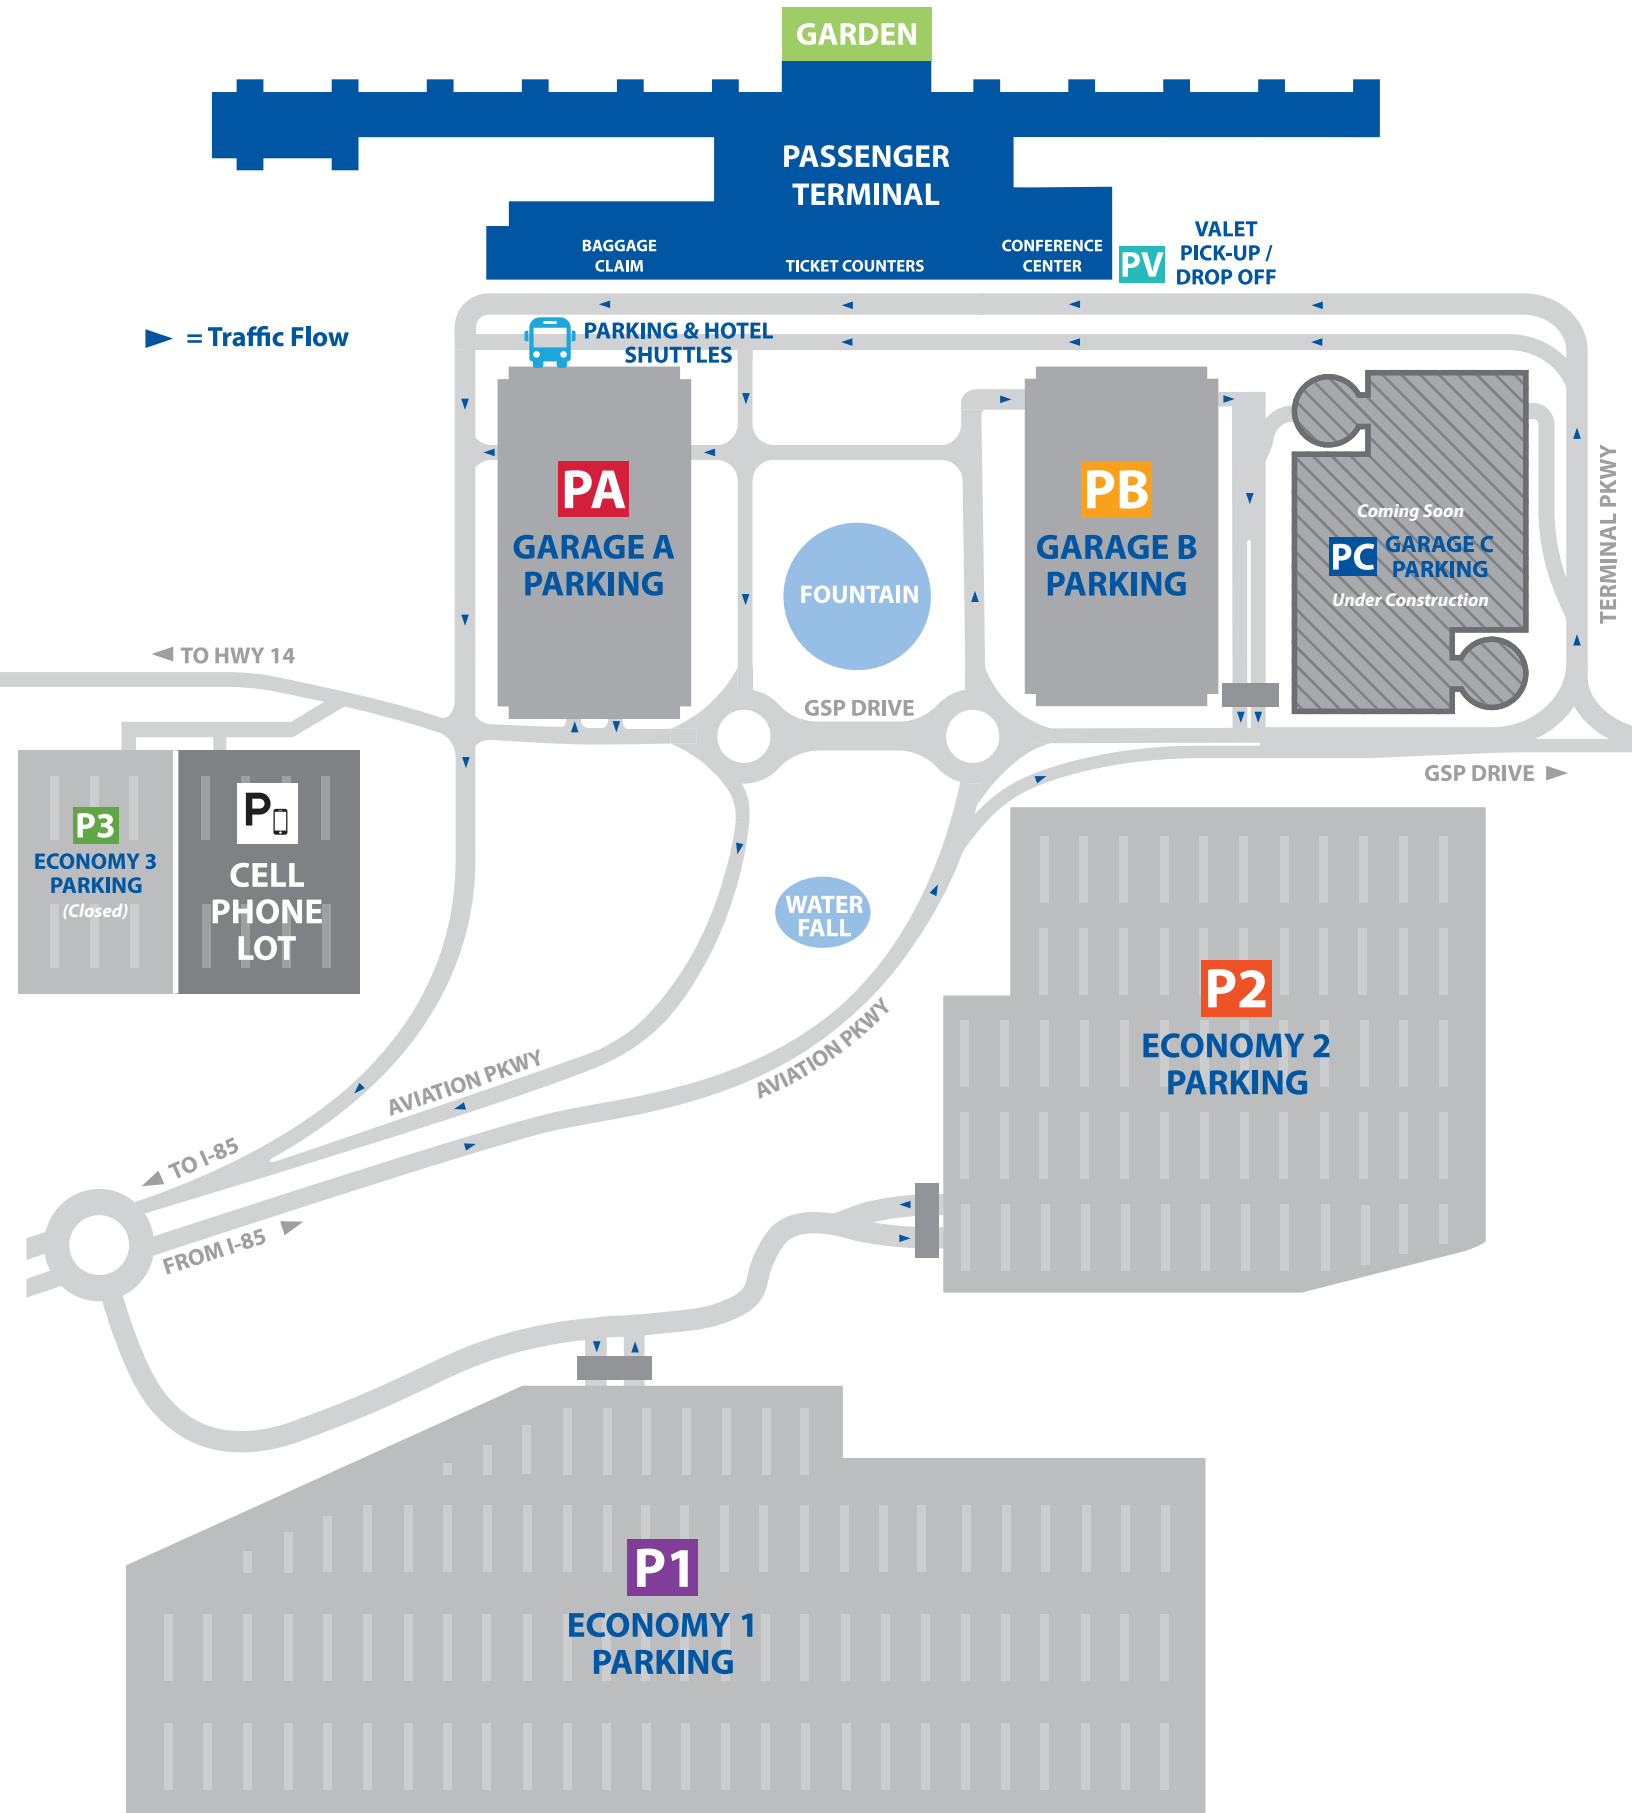 GARDEN
PASSENGER
TERMINAL
BAGGAGE
CLAIM
TICKET COUNTERS
CONFERENCE
CENTER
PV
VALET
PICK-UP /
DROP OFF
= Traffic Flow
PARKING & HOTEL
SHUTTLES
PA
GARAGE A
PARKING
FOUNTAIN
PB
GARAGE B
PARKING
Coming Soon
PC
GARAGE C
PARKING
Under Construction
TERMINAL PKWY
TO HWY 14
GSP DRIVE
GSP DRIVE
P3
ECONOMY 3
PARKING
(Closed)
P
CELL
PHONE
LOT
WATER
FALL
P2
ECONOMY 2
PARKING
AVIATION PKWY
AVIATION PKWY
TO I-85
FROM I-85
P1
ECONOMY 1
PARKING